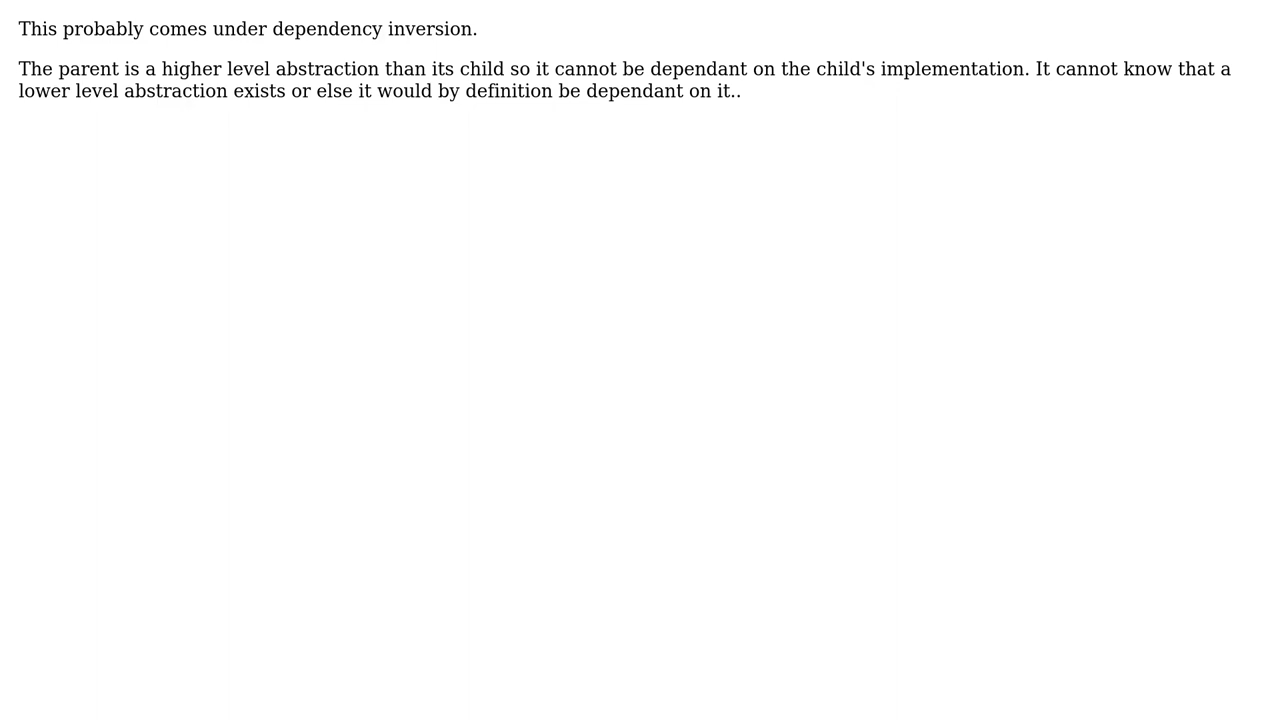 This probably comes under dependency inversion.
The parent is a higher level abstraction than its child so it cannot be dependant on the child's implementation. It cannot know that a
lower level abstraction exists or else it would by definition be dependant on it..